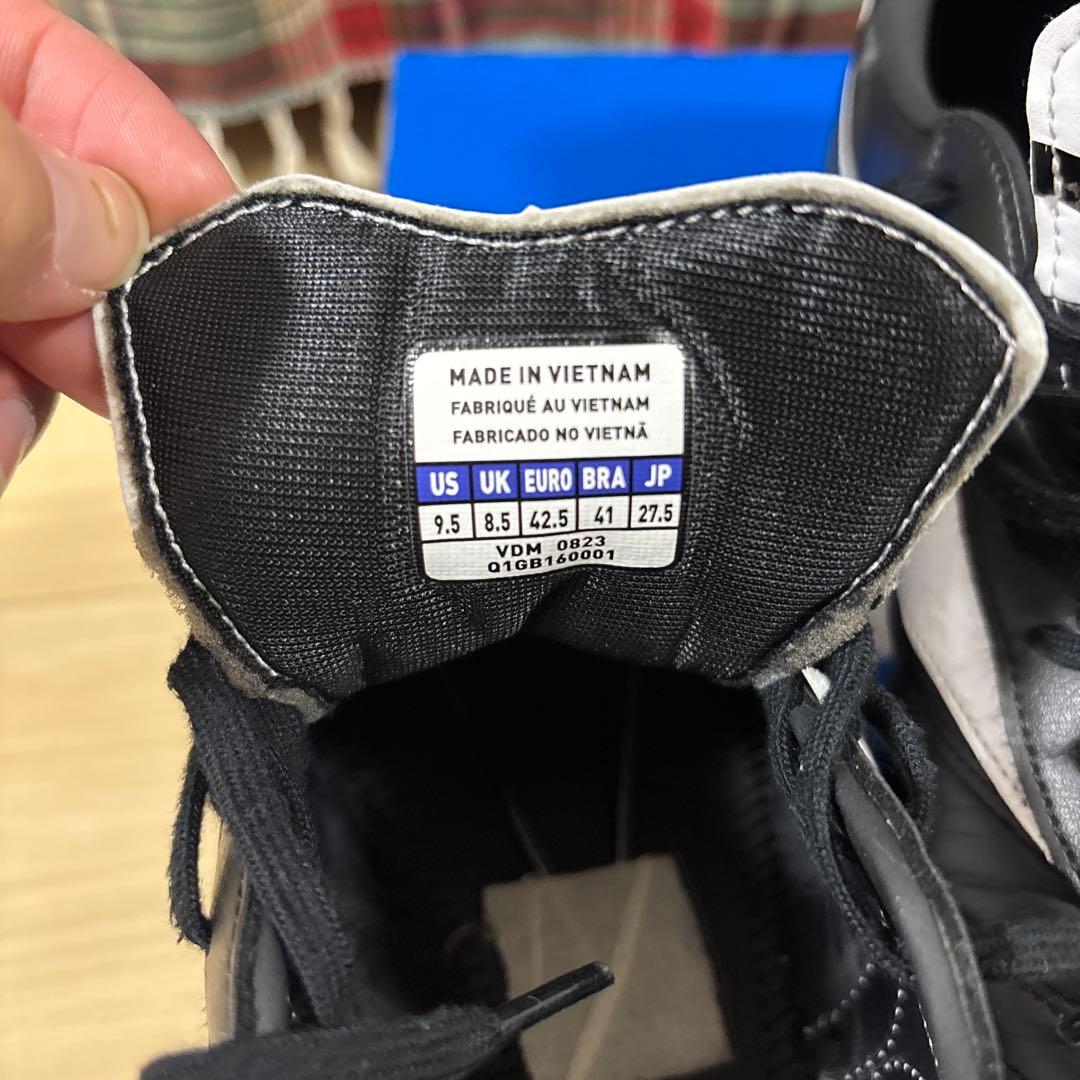 MADE IN VIETNAM
FABRIQUÉ AU VIETNAM
FABRICADO NO VIETNÃ
US UK EURO BRA JP
9.5 8.5 42.5 41 27.5
VDM 0823
Q1GB160001